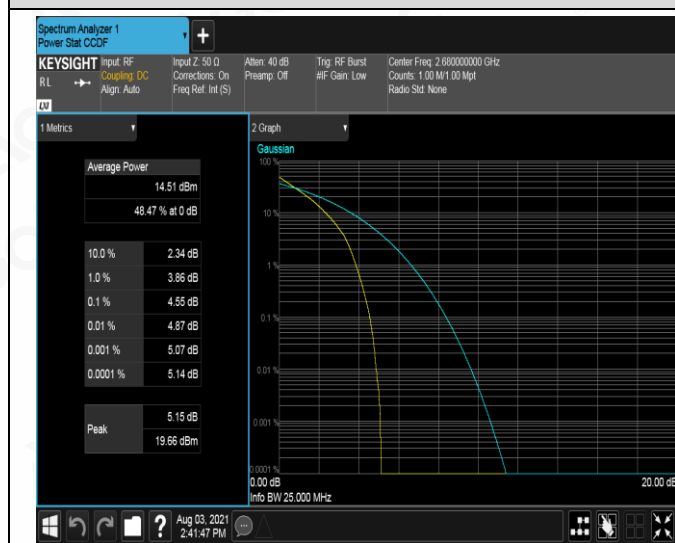 Spectrum Analyzer 1
Power Stat CCDF
+
KEYSIGHT
RL
LXI
Input: RF
Coupling: DC
Align: Auto
Input Z: 50 Ω
Corrections: On
Freq Ref: Int (S)
Atten: 40 dB
Preamp: Off
Trig: RF Burst
#IF Gain: Low
Center Freq: 2.680000000 GHz
Counts: 1.00 M/1.00 Mpt
Radio Std: None
1 Metrics
Average Power
14.51 dBm
48.47 % at 0 dB
10.0 % 2.34 dB
1.0 % 3.86 dB
0.1 % 4.55 dB
0.01 % 4.87 dB
0.001 % 5.07 dB
0.0001 % 5.14 dB
Peak
5.15 dB
19.66 dBm
2 Graph
Gaussian
100 %
10 %
1 %
0.1 %
0.01 %
0.001 %
0.0001 %
0.00 dB
20.00 dB
Info BW 25.000 MHz
?
Aug 03, 2021
2:41:47 PM